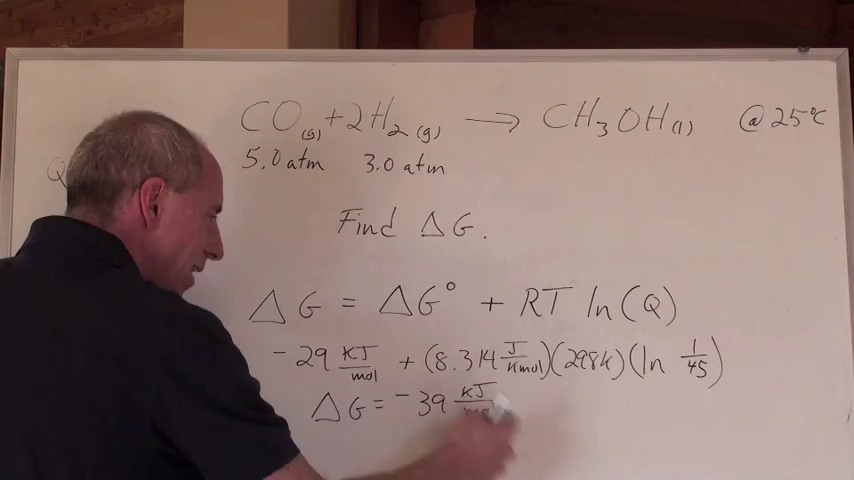 CO(g) + 2H₂(g) → CH₃OH(l) @ 25°C
5.0 atm 3.0 atm
Q
Find ΔG.
ΔG = ΔG° + RT ln(Q)
-29 KJ/mol + (8.314 J/Kmol)(298K)(ln 1/45)
ΔG = -39 KJ/mol